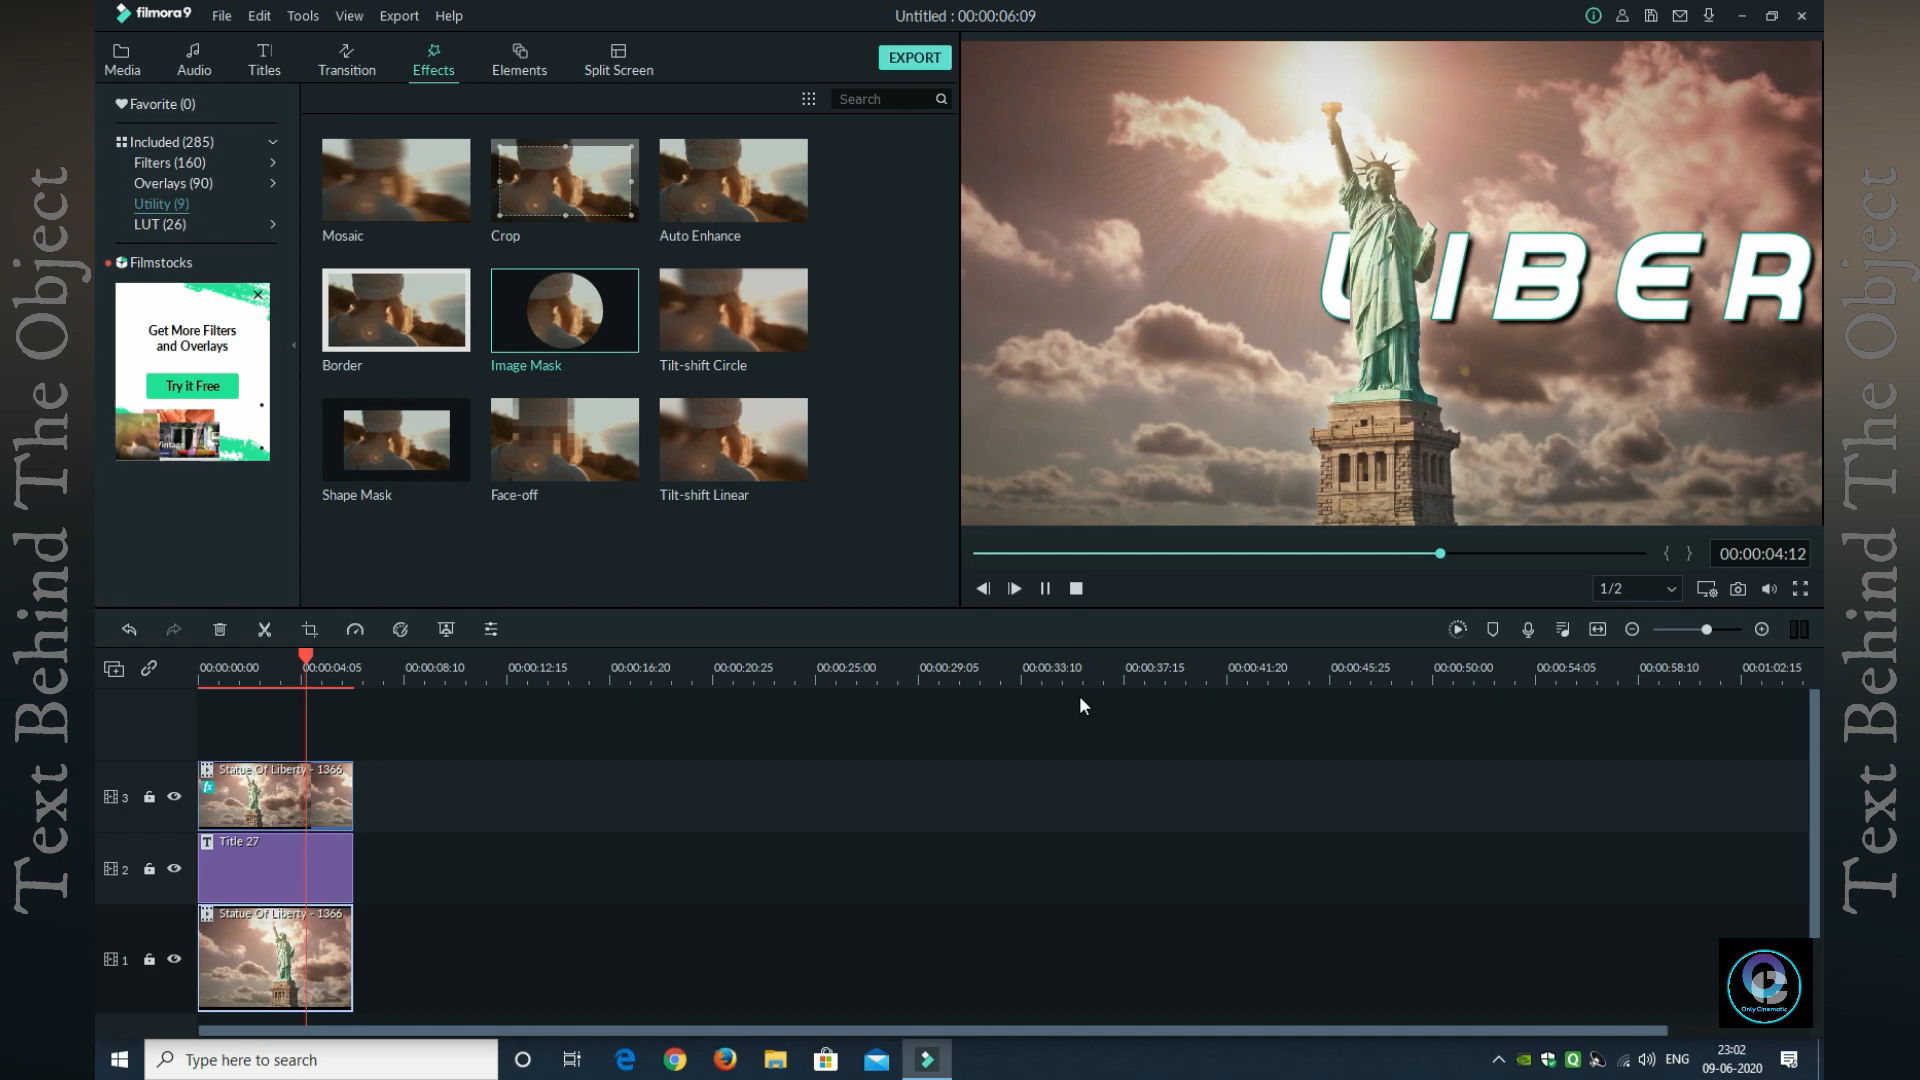 filmora9
File Edit Tools View Export Help
Untitled : 00:00:06:09
Media Audio Titles Transition Effects Elements Split Screen
EXPORT
Favorite (0)
Search
Included (285)
Filters (160)
Overlays (90)
Utility (9)
LUT (26)
Filmstocks
Get More Filters
and Overlays
Try it Free
Vintage
Mosaic Crop Auto Enhance
Border Image Mask Tilt-shift Circle
Shape Mask Face-off Tilt-shift Linear
LIBER
00:00:04:12
1/2
00:00:00:00 00:00:04:05 00:00:08:10 00:00:12:15 00:00:16:20 00:00:20:25 00:00:25:00 00:00:29:05 00:00:33:10 00:00:37:15 00:00:41:20 00:00:45:25 00:00:50:00 00:00:54:05 00:00:58:10 00:01:02:15
Statue Of Liberty - 1366
fx
3
T Title 27
2
Statue Of Liberty - 1366
1
Only Cinematic
Type here to search
ENG
23:02
09-06-2020
Text Behind The Object
Text Behind The Object